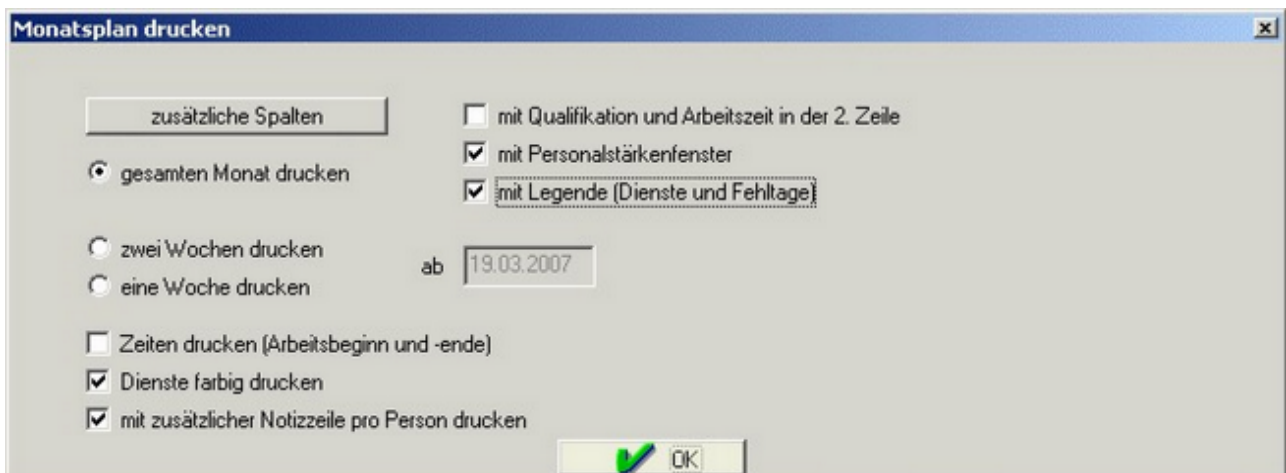 Monatsplan drucken
zusätzliche Spalten
mit Qualifikation und Arbeitszeit in der 2. Zeile
gesamten Monat drucken
mit Personalstärkenfenster
mit Legende (Dienste und Fehltage)
zwei Wochen drucken
eine Woche drucken
ab 19.03.2007
Zeiten drucken (Arbeitsbeginn und -ende)
Dienste farbig drucken
mit zusätzlicher Notizzeile pro Person drucken
OK